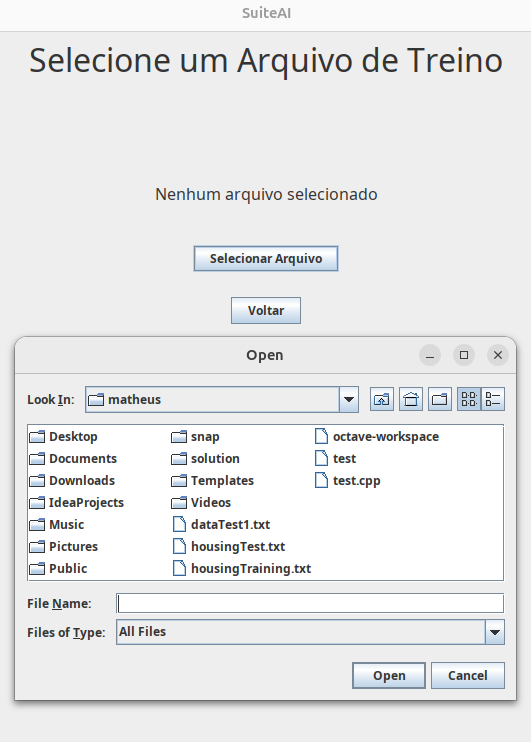 SuiteAI
Selecione um Arquivo de Treino
Nenhum arquivo selecionado
Selecionar Arquivo
Voltar
Open
Look In: matheus
Desktop snap octave-workspace
Documents solution test
Downloads Templates test.cpp
IdeaProjects Videos
Music dataTest1.txt
Pictures housingTest.txt
Public housingTraining.txt
File Name:
Files of Type: All Files
Open Cancel